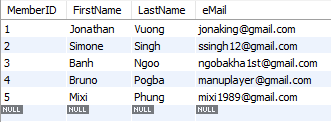 MemberID FirstName LastName eMail
1 Jonathan Vuong jonaking@gmail.com
2 Simone Singh ssingh12@gmail.com
3 Banh Ngoo ngobakha1st@gmail.com
4 Bruno Pogba manuplayer@gmail.com
5 Mixi Phung mixi1989@gmail.com
NULL NULL NULL NULL